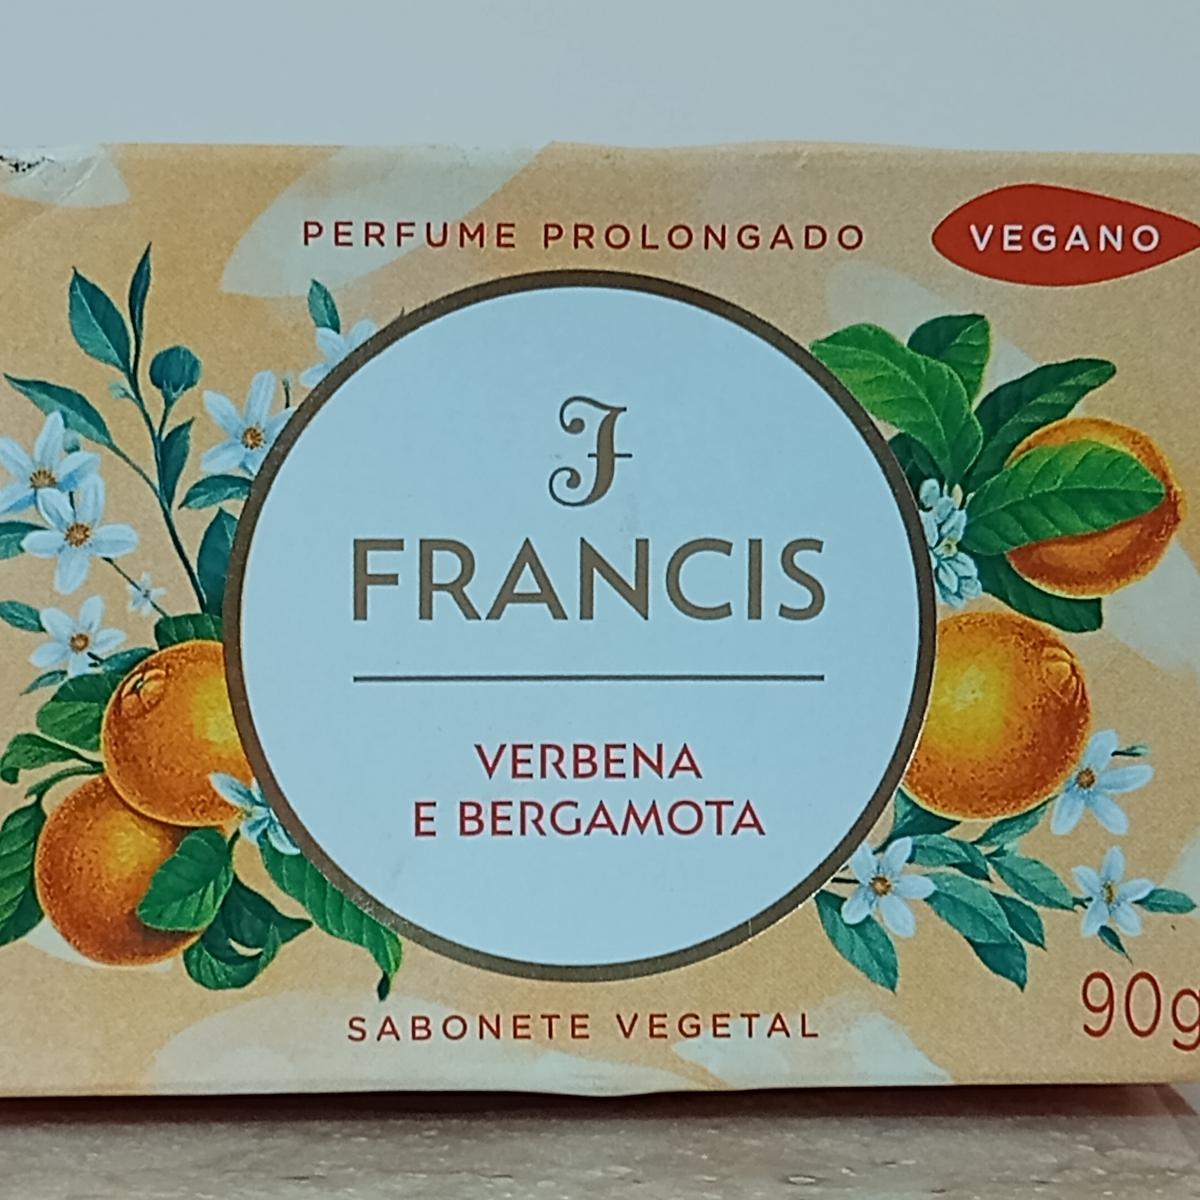 PERFUME PROLONGADO
VEGANO
F
FRANCIS
VERBENA
E BERGAMOTA
SABONETE VEGETAL
90g